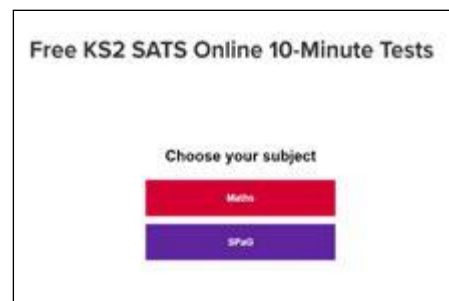 Free KS2 SATS Online 10-Minute Tests
Choose your subject
Maths
SPaG